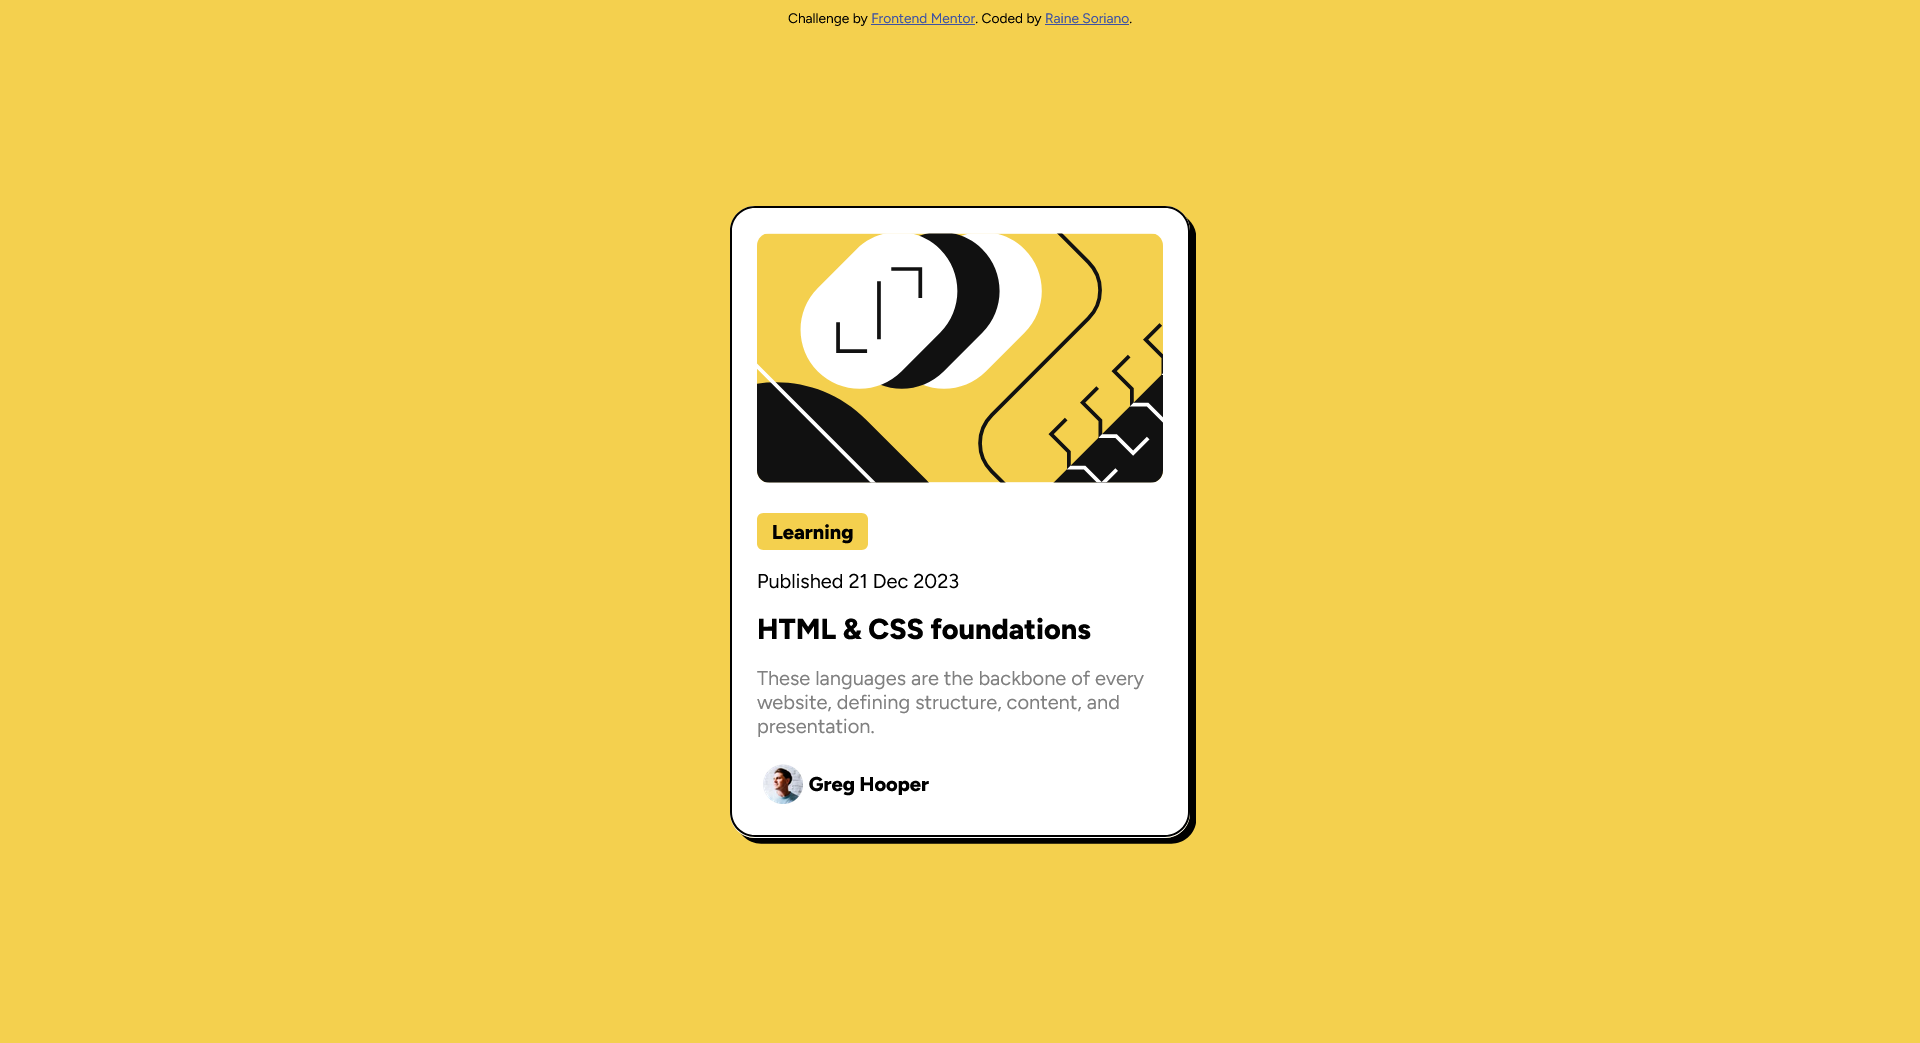 Challenge by Frontend Mentor. Coded by Raine Soriano.
Learning
Published 21 Dec 2023
HTML & CSS foundations
These languages are the backbone of every
website, defining structure, content, and
presentation.
Greg Hooper